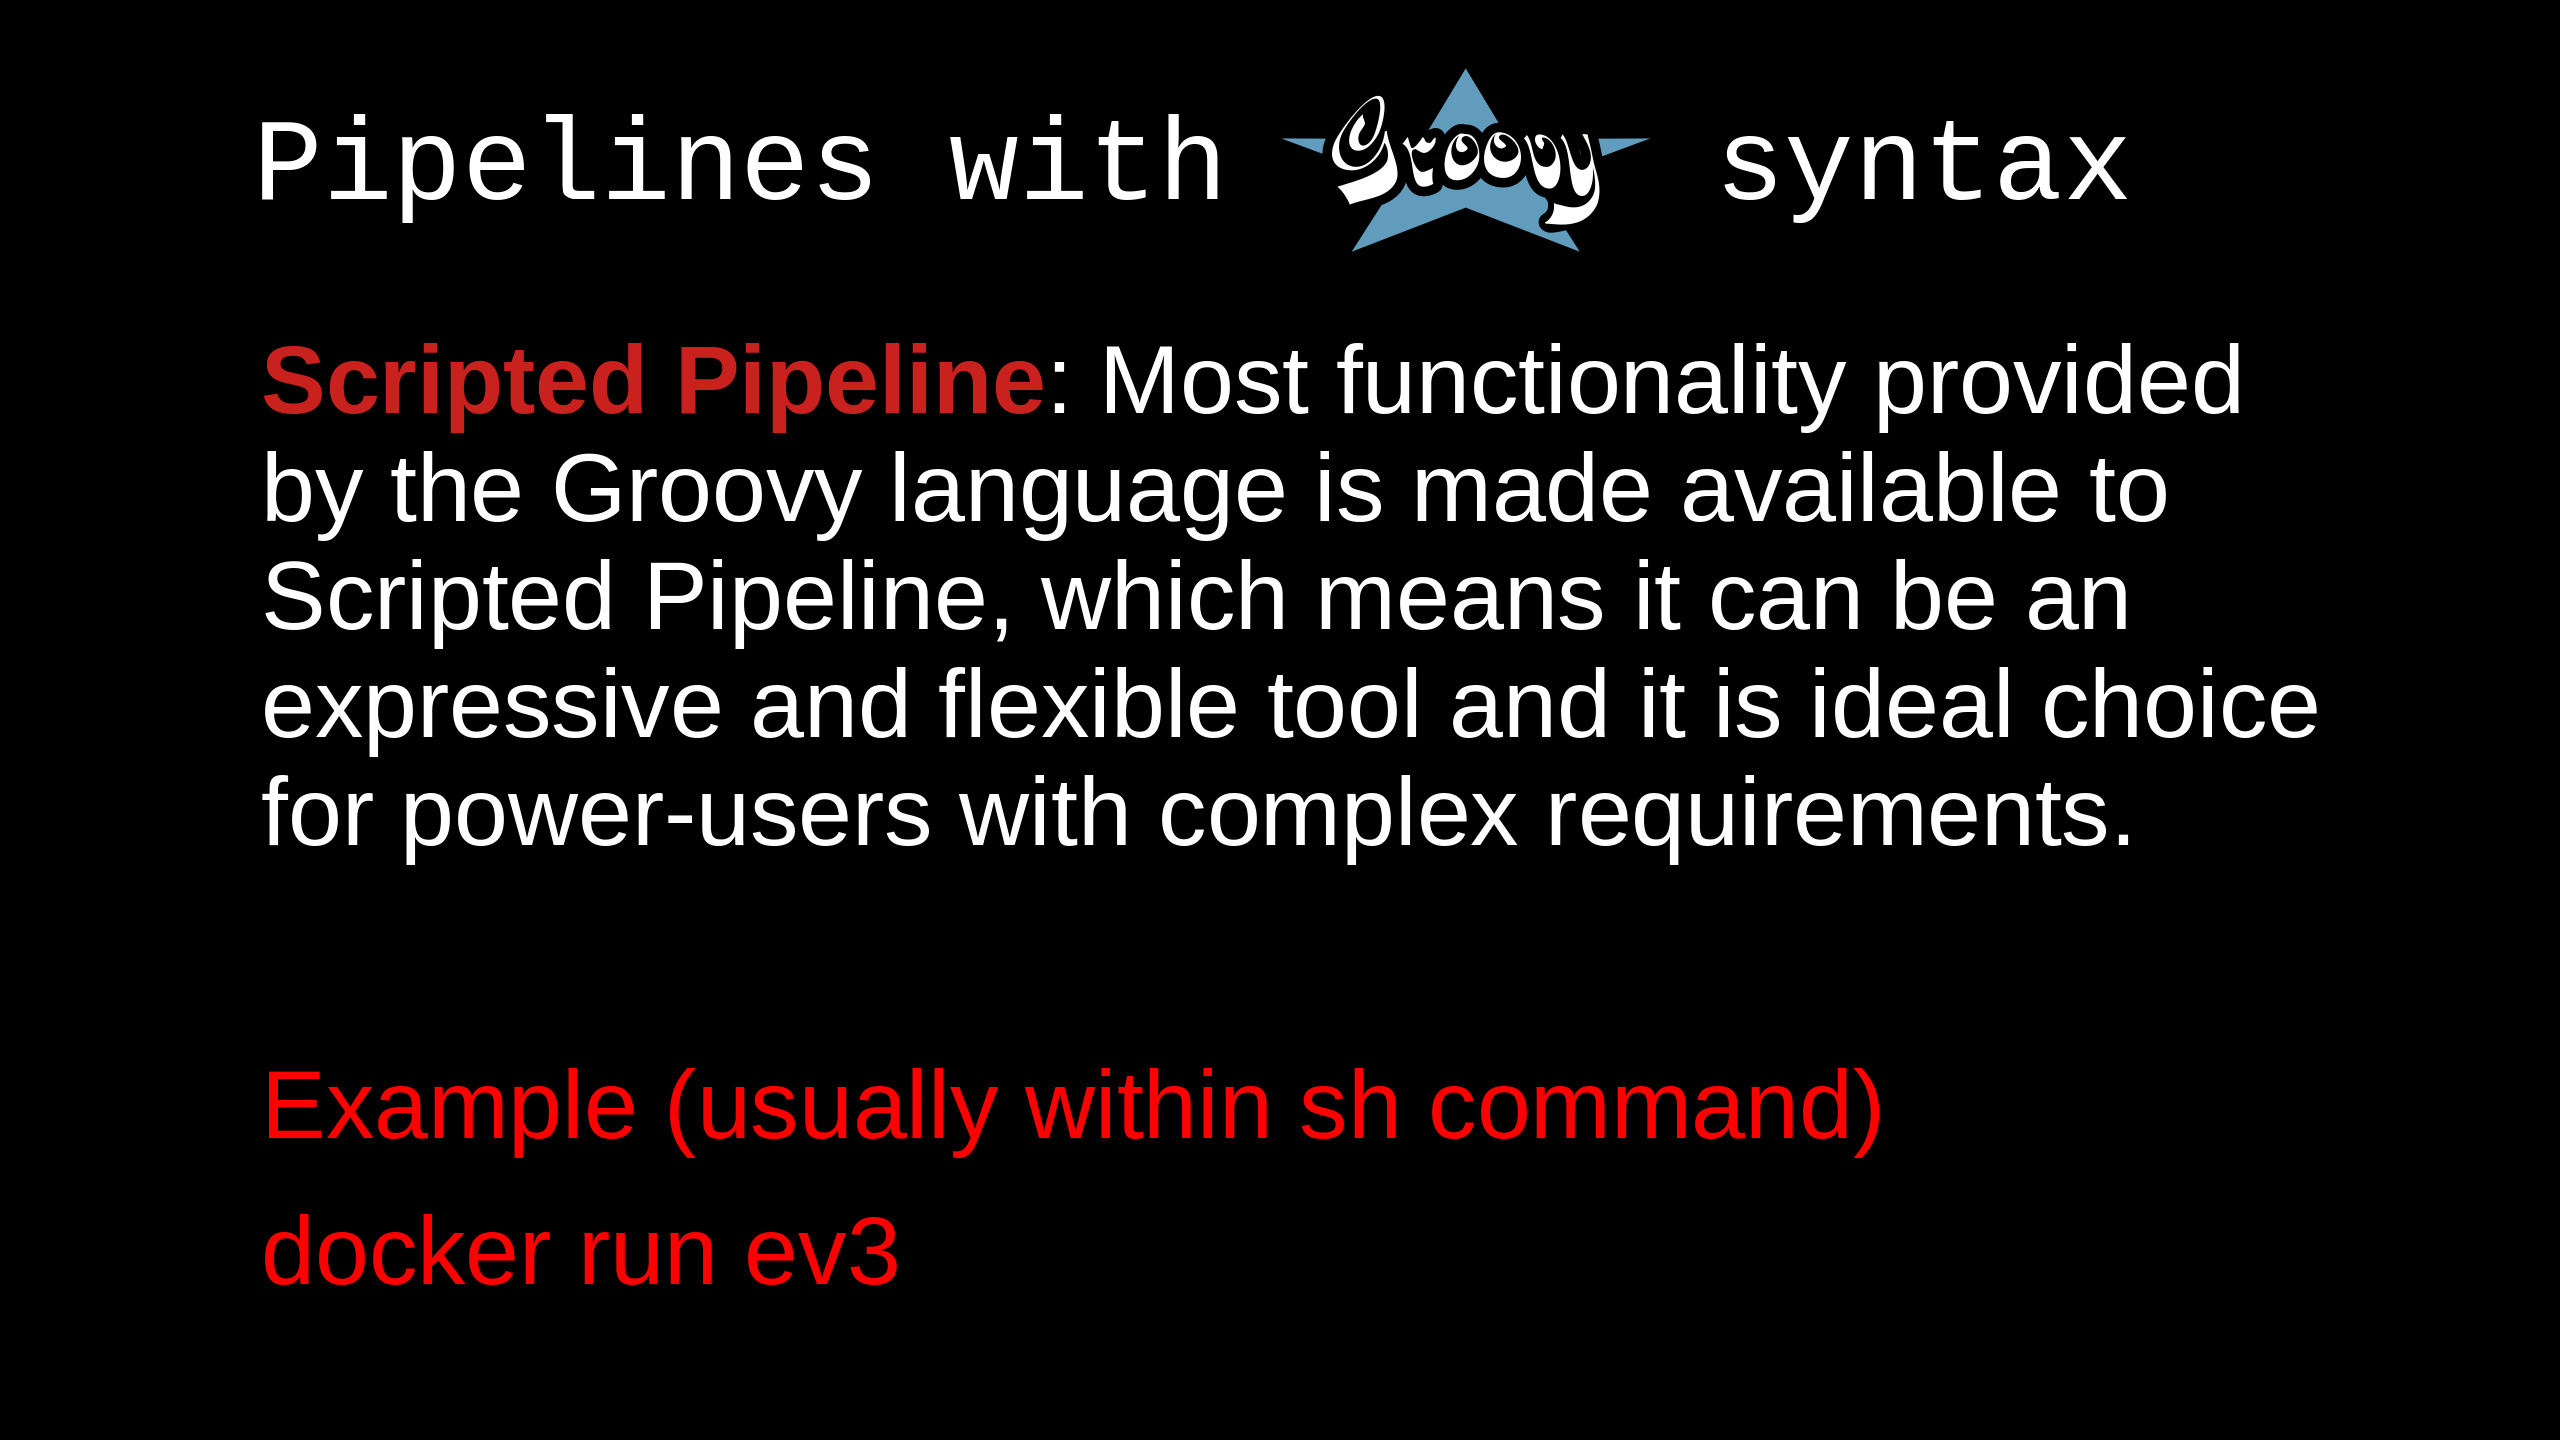 Pipelines with Groovy syntax
Scripted Pipeline: Most functionality provided
by the Groovy language is made available to
Scripted Pipeline, which means it can be an
expressive and flexible tool and it is ideal choice
for power-users with complex requirements.
Example (usually within sh command)
docker run ev3